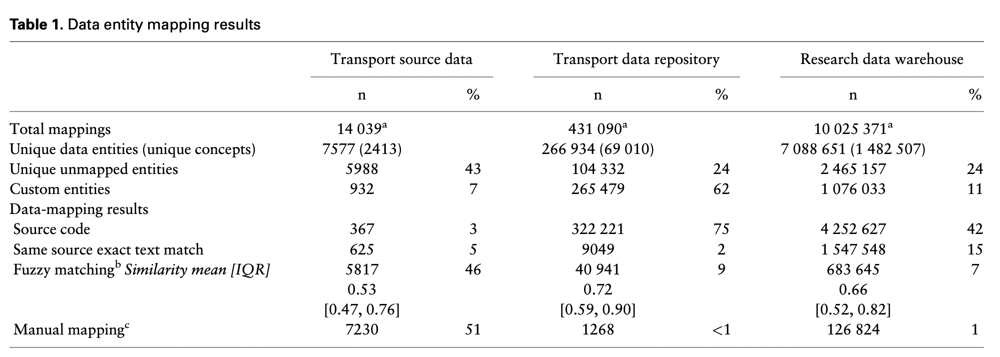 Table 1. Data entity mapping results
Transport source data Transport data repository Research data warehouse
n % n % n %
Total mappings 14 039a 431 090a 10 025 371a
Unique data entities (unique concepts) 7577 (2413) 266 934 (69 010) 7 088 651 (1 482 507)
Unique unmapped entities 5988 43 104 332 24 2 465 157 24
Custom entities 932 7 265 479 62 1 076 033 11
Data-mapping results
Source code 367 3 322 221 75 4 252 627 42
Same source exact text match 625 5 9049 2 1 547 548 15
Fuzzy matchingb Similarity mean [IQR] 5817 46 40 941 9 683 645 7
0.53 0.72 0.66
[0.47, 0.76] [0.59, 0.90] [0.52, 0.82]
Manual mappingc 7230 51 1268 <1 126 824 1